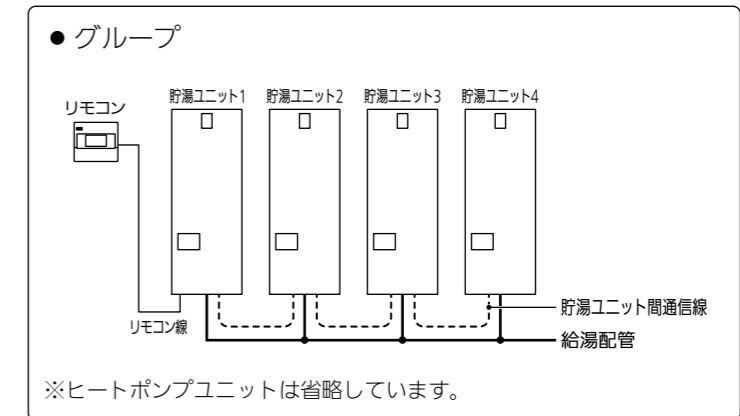 ● グループ
リモコン
貯湯ユニット1
貯湯ユニット2
貯湯ユニット3
貯湯ユニット4
リモコン線
貯湯ユニット間通信線
給湯配管
※ヒートポンプユニットは省略しています。